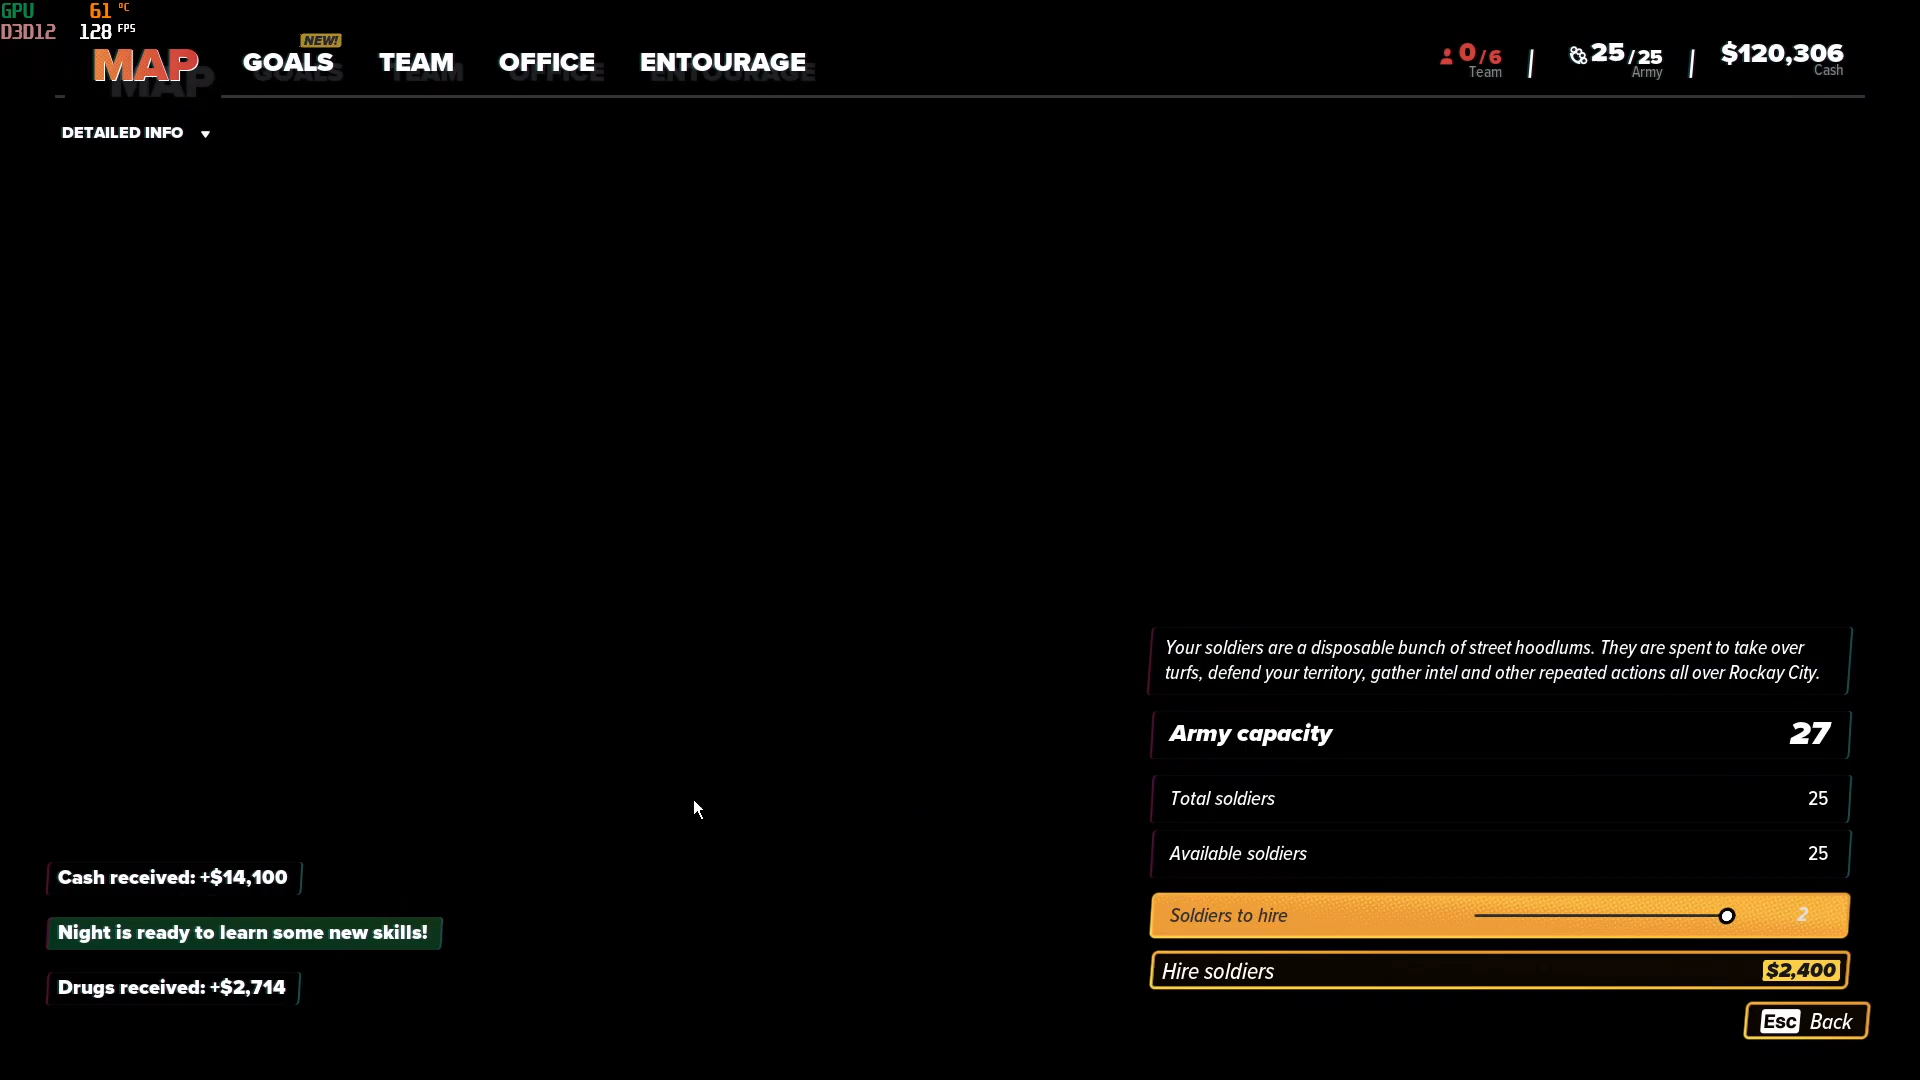 GPU 61 °C
D3D12 128 FPS
MAP GOALS NEW! TEAM OFFICE ENTOURAGE
0/6 Team
25/25 Army
$120,306 Cash
DETAILED INFO
Your soldiers are a disposable bunch of street hoodlums. They are spent to take over
turfs, defend your territory, gather intel and other repeated actions all over Rockay City.
Army capacity 27
Total soldiers 25
Available soldiers 25
Soldiers to hire 2
Hire soldiers $2,400
Esc Back
Cash received: +$14,100
Night is ready to learn some new skills!
Drugs received: +$2,714